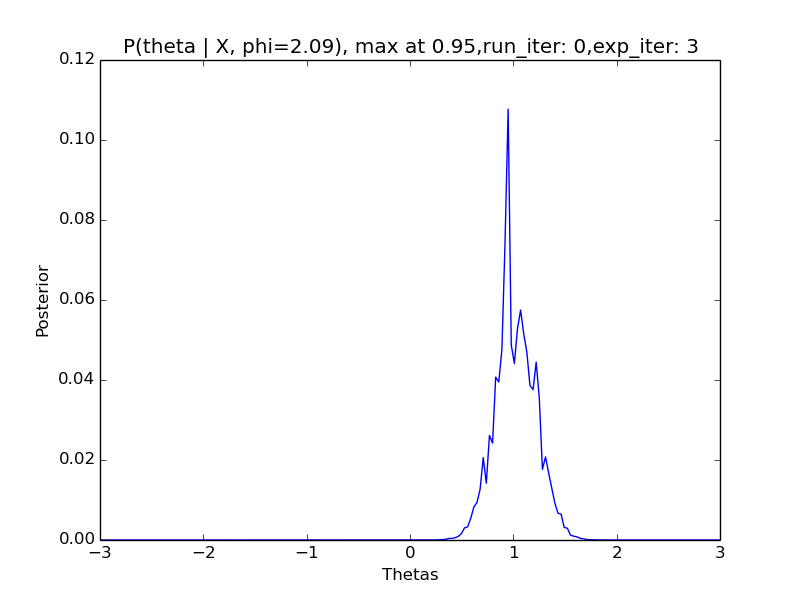 P(theta | X, phi=2.09), max at 0.95,run_iter: 0,exp_iter: 3
0.12
0.10
0.08
0.06
0.04
0.02
0.00
Posterior
−3 −2 −1 0 1 2 3
Thetas